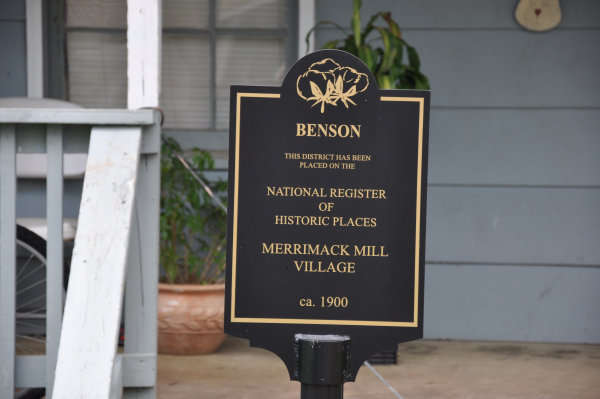 BENSON
THIS DISTRICT HAS BEEN
PLACED ON THE
NATIONAL REGISTER
OF
HISTORIC PLACES
MERRIMACK MILL
VILLAGE
ca. 1900